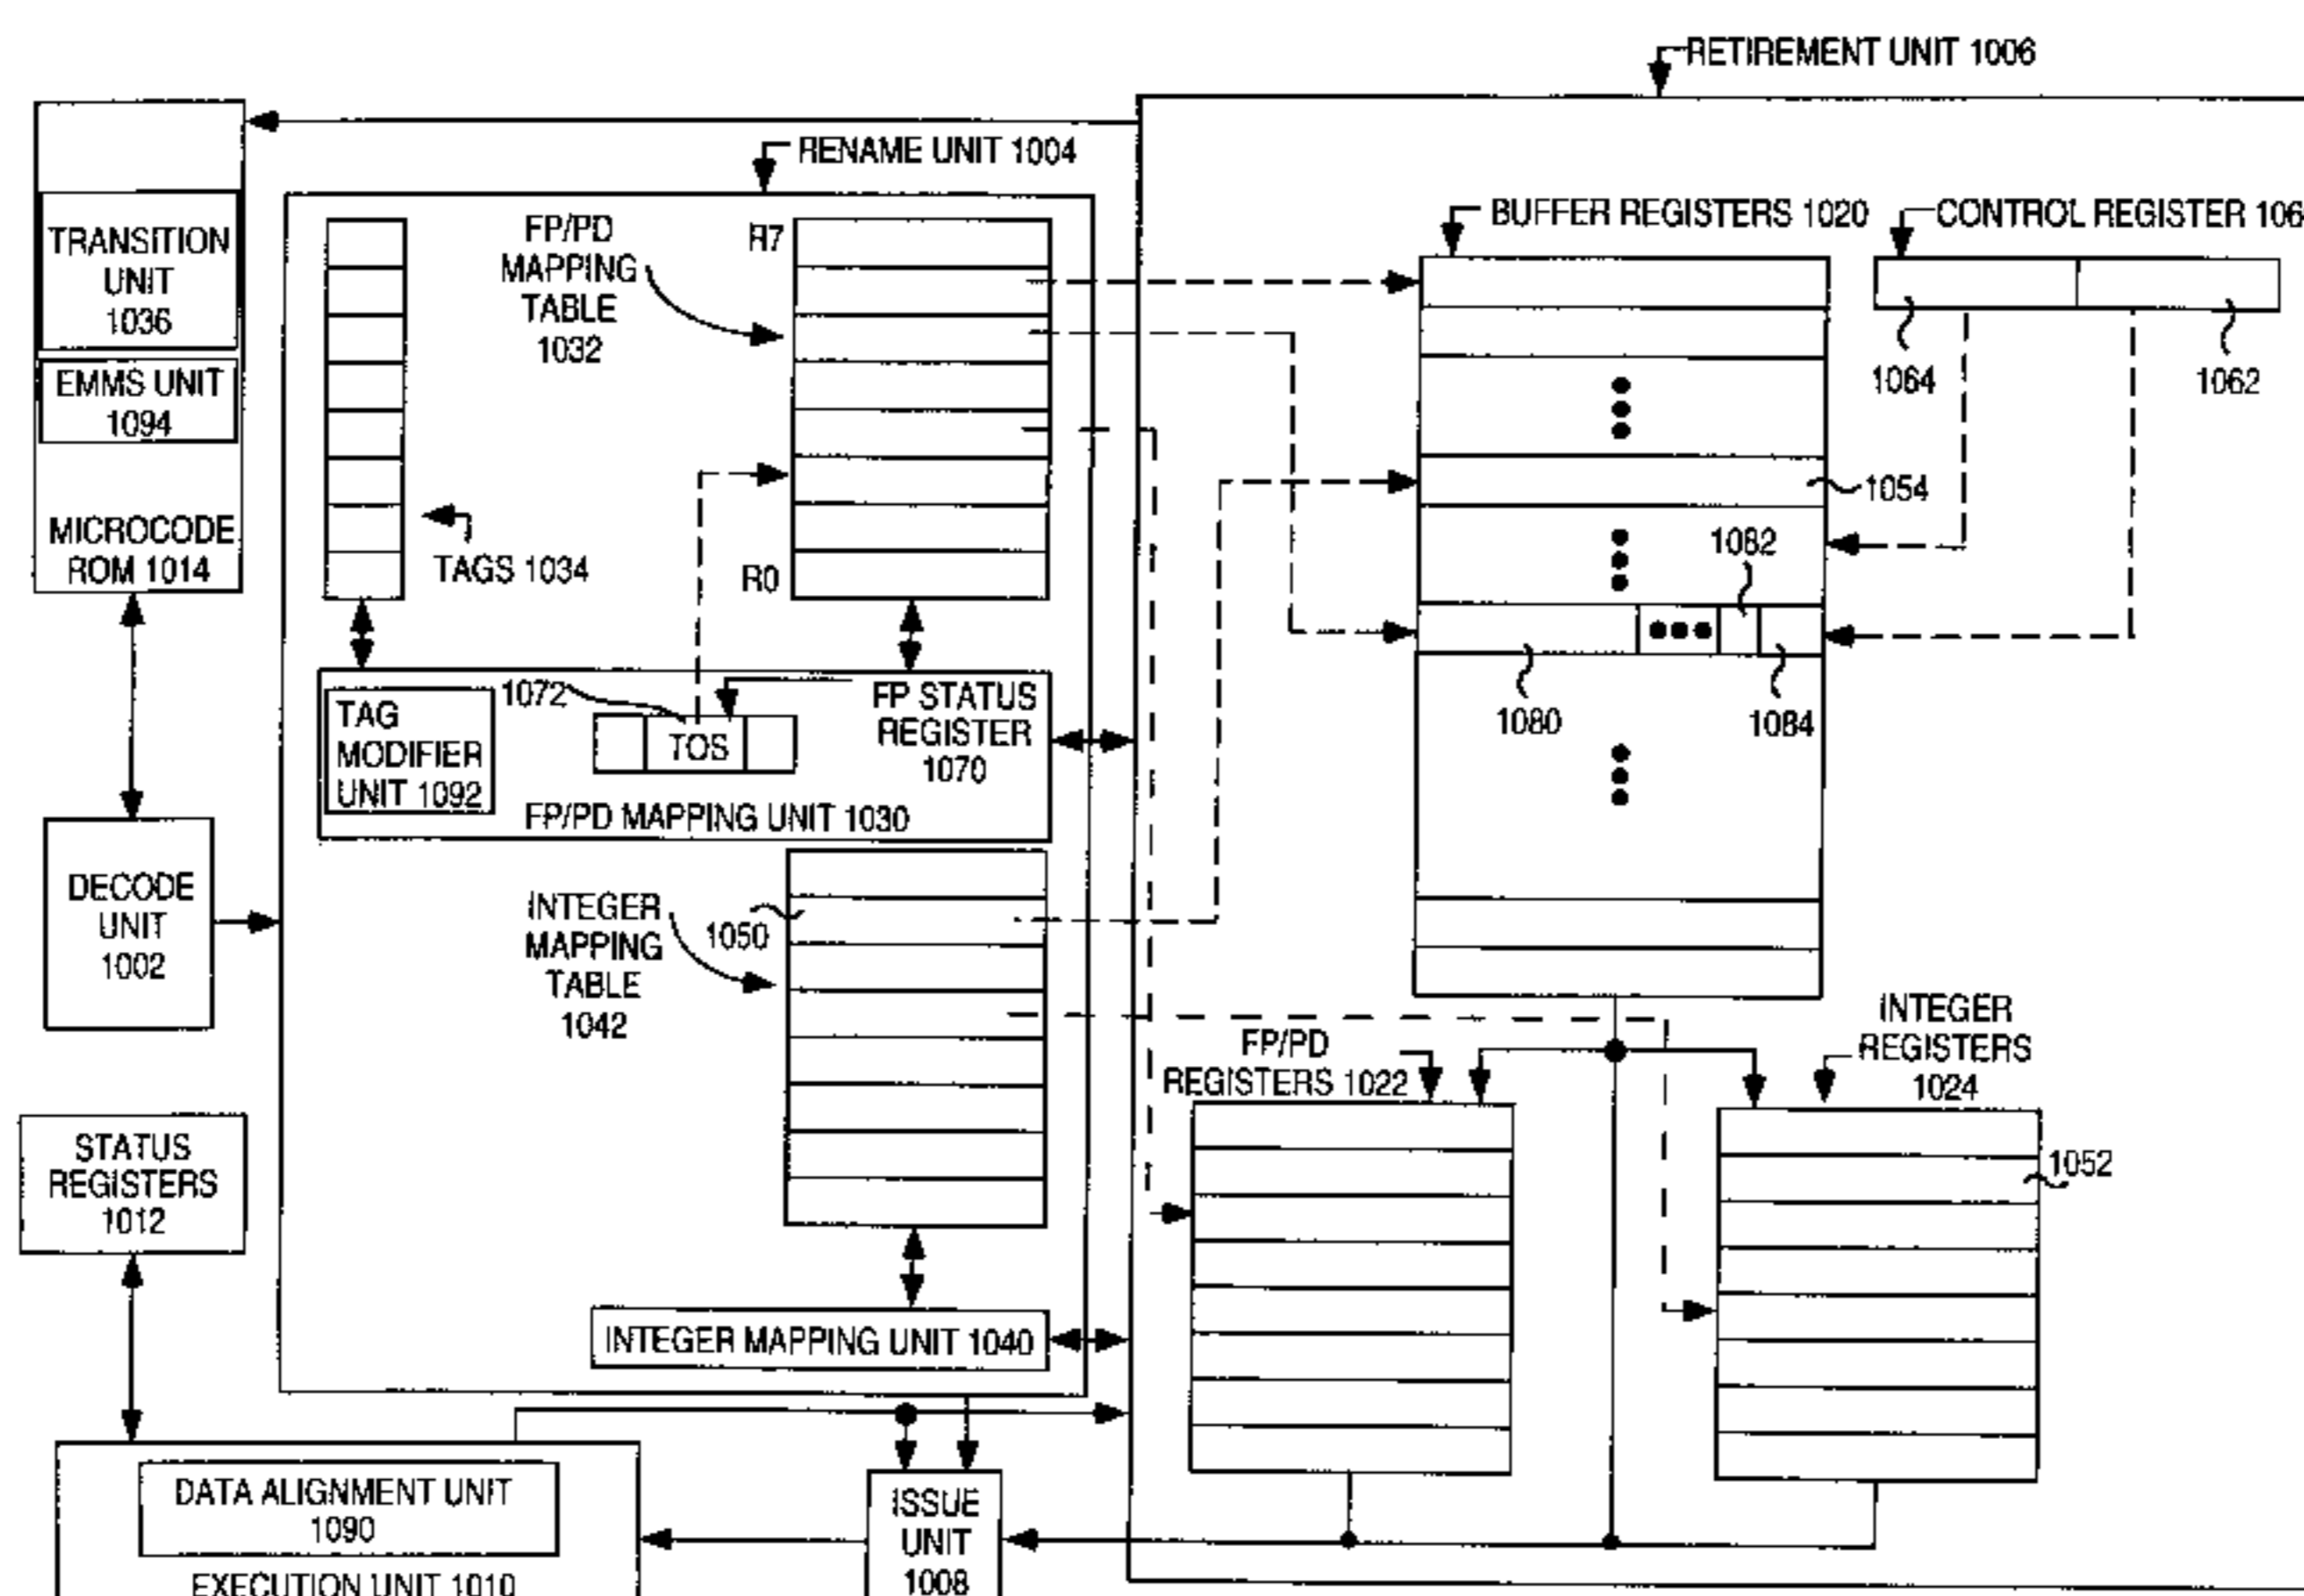 RETIREMENT UNIT 1006
RENAME UNIT 1004
TRANSITION
UNIT
1036
EMMS UNIT
1094
MICROCODE
ROM 1014
FP/PD
MAPPING
TABLE
1032
R7
R0
TAGS 1034
BUFFER REGISTERS 1020
CONTROL REGISTER 106
1064
1062
1054
1082
1080
1084
1072
TOS
FP STATUS
REGISTER
1070
TAG
MODIFIER
UNIT 1092
FP/PD MAPPING UNIT 1030
DECODE
UNIT
1002
INTEGER
MAPPING
TABLE
1042
1050
STATUS
REGISTERS
1012
FP/PD
REGISTERS 1022
INTEGER
REGISTERS
1024
1052
INTEGER MAPPING UNIT 1040
DATA ALIGNMENT UNIT
1090
EXECUTION UNIT 1010
ISSUE
UNIT
1008